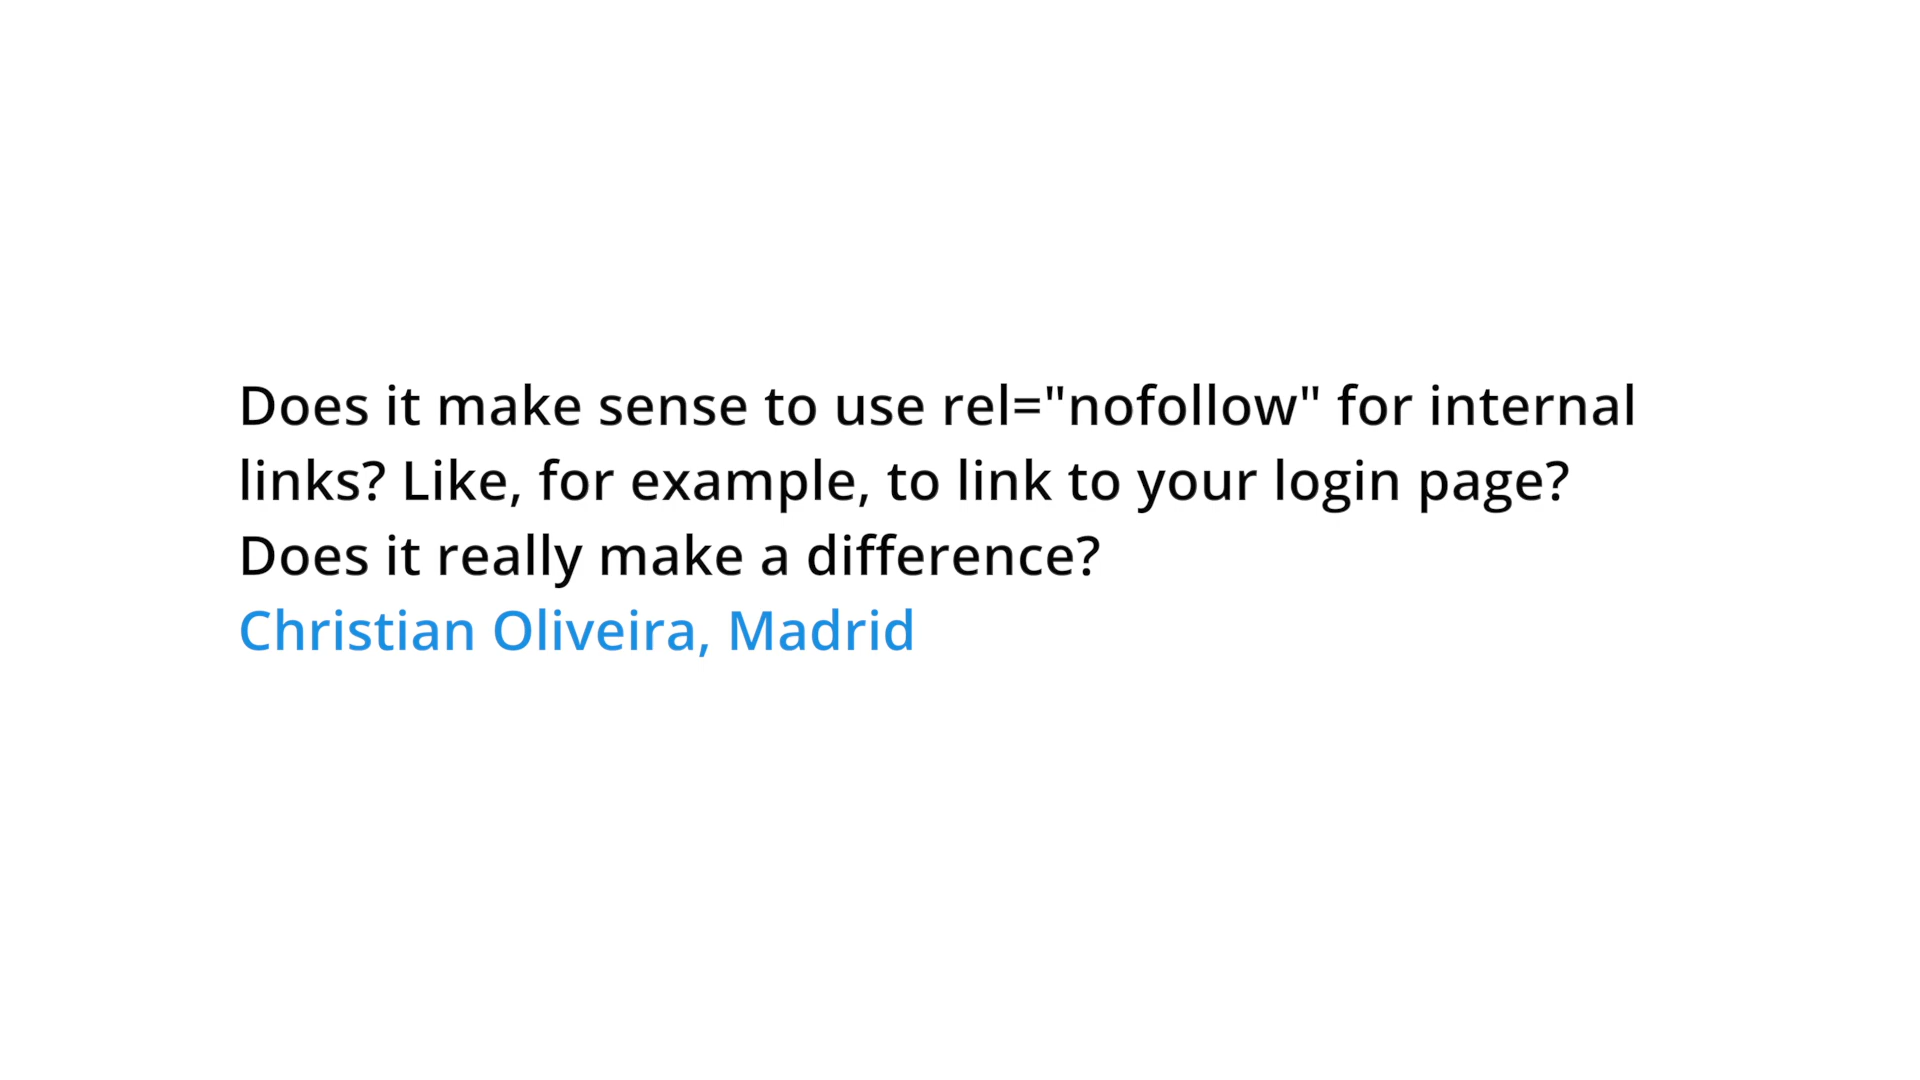 Does it make sense to use rel="nofollow" for internal
links? Like, for example, to link to your login page?
Does it really make a difference?
Christian Oliveira, Madrid